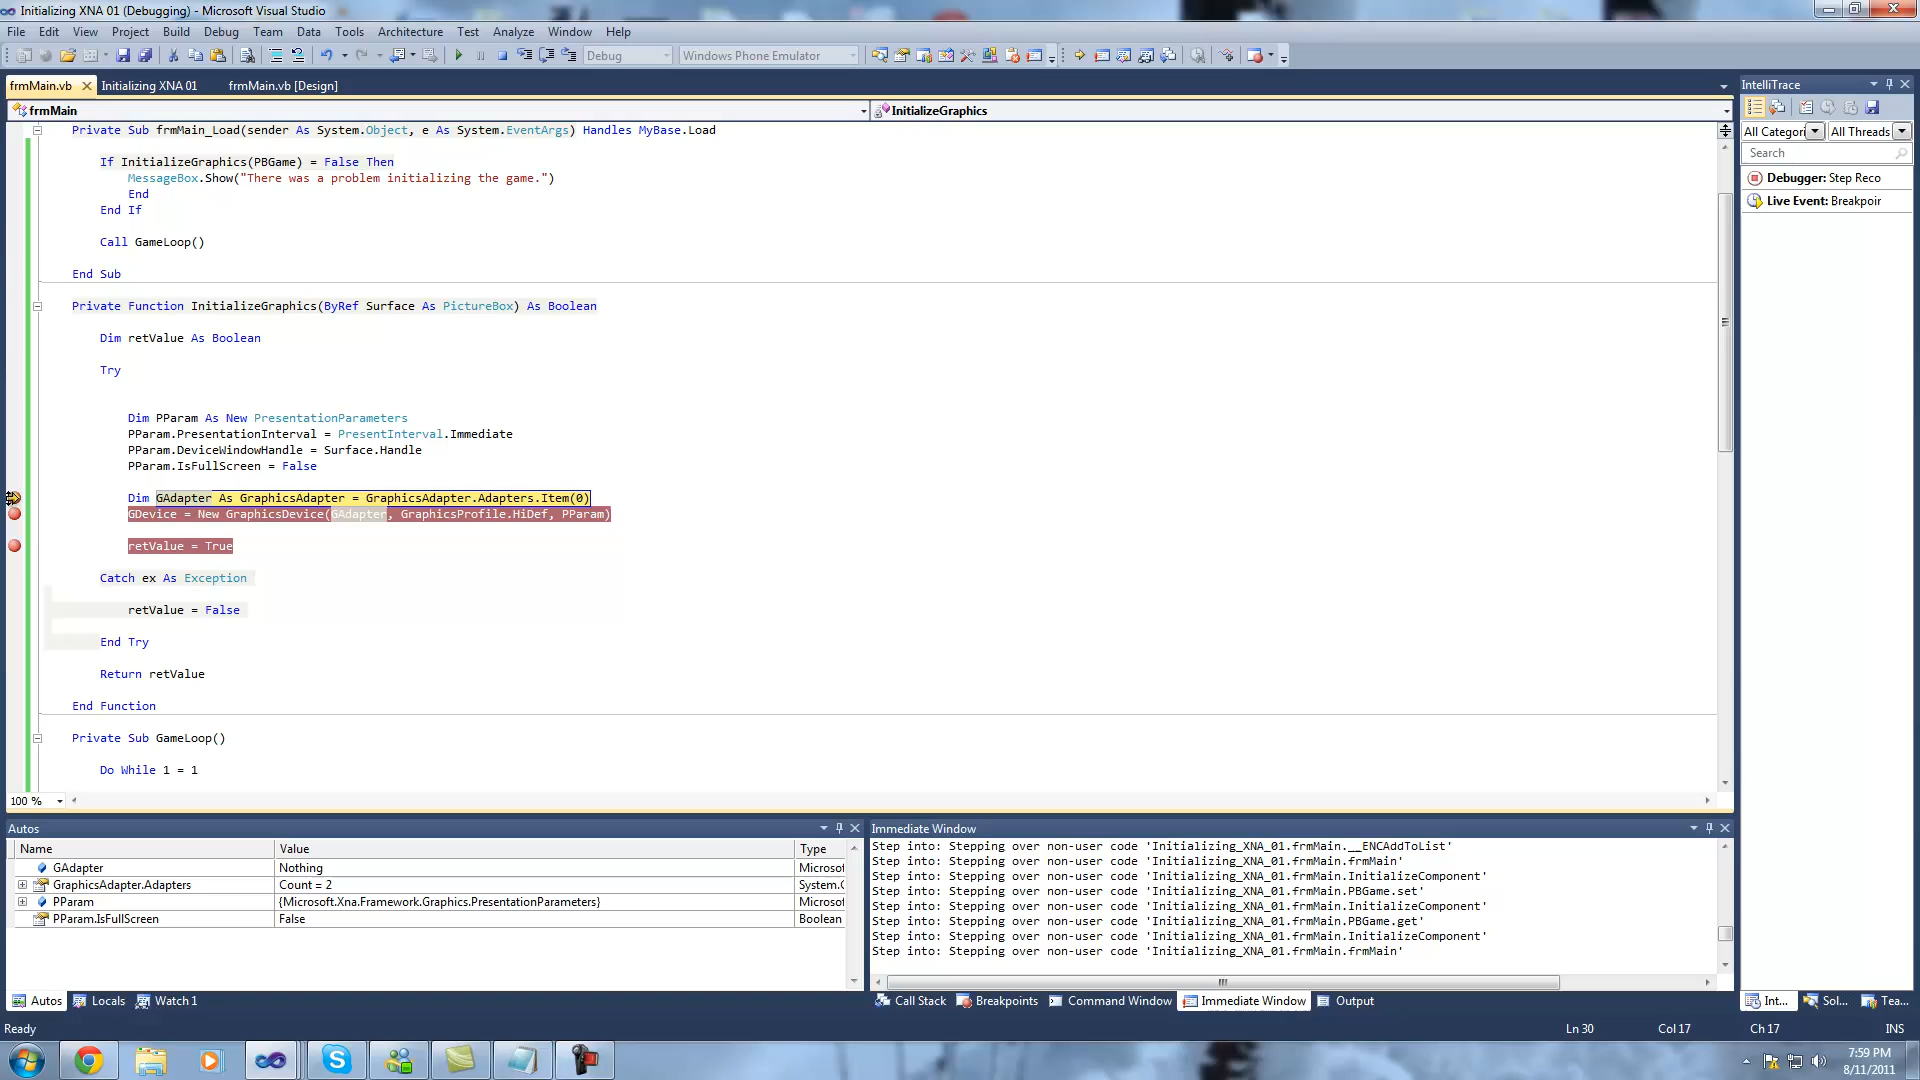 Initializing XNA 01 (Debugging) - Microsoft Visual Studio
File Edit View Project Build Debug Team Data Tools Architecture Test Analyze Window Help
Debug Windows Phone Emulator
frmMain.vb Initializing XNA 01 frmMain.vb [Design]
frmMain InitializeGraphics
Private Sub frmMain_Load(sender As System.Object, e As System.EventArgs) Handles MyBase.Load
If InitializeGraphics(PBGame) = False Then
MessageBox.Show("There was a problem initializing the game.")
End
End If
Call GameLoop()
End Sub
Private Function InitializeGraphics(ByRef Surface As PictureBox) As Boolean
Dim retValue As Boolean
Try
Dim PParam As New PresentationParameters
PParam.PresentationInterval = PresentInterval.Immediate
PParam.DeviceWindowHandle = Surface.Handle
PParam.IsFullScreen = False
Dim GAdapter As GraphicsAdapter = GraphicsAdapter.Adapters.Item(0)
GDevice = New GraphicsDevice(GAdapter, GraphicsProfile.HiDef, PParam)
retValue = True
Catch ex As Exception
retValue = False
End Try
Return retValue
End Function
Private Sub GameLoop()
Do While 1 = 1
100 %
IntelliTrace
All Categori All Threads
Search
Debugger: Step Reco
Live Event: Breakpoir
Autos
Name Value Type
GAdapter Nothing Microsof
GraphicsAdapter.Adapters Count = 2 System.C
PParam {Microsoft.Xna.Framework.Graphics.PresentationParameters} Microsof
PParam.IsFullScreen False Boolean
Autos Locals Watch 1
Immediate Window
Step into: Stepping over non-user code 'Initializing_XNA_01.frmMain.__ENCAddToList'
Step into: Stepping over non-user code 'Initializing_XNA_01.frmMain.frmMain'
Step into: Stepping over non-user code 'Initializing_XNA_01.frmMain.InitializeComponent'
Step into: Stepping over non-user code 'Initializing_XNA_01.frmMain.PBGame.set'
Step into: Stepping over non-user code 'Initializing_XNA_01.frmMain.InitializeComponent'
Step into: Stepping over non-user code 'Initializing_XNA_01.frmMain.PBGame.get'
Step into: Stepping over non-user code 'Initializing_XNA_01.frmMain.InitializeComponent'
Step into: Stepping over non-user code 'Initializing_XNA_01.frmMain.frmMain'
Call Stack Breakpoints Command Window Immediate Window Output
Int... Sol... Tea...
Ready Ln 30 Col 17 Ch 17 INS
7:59 PM
8/11/2011